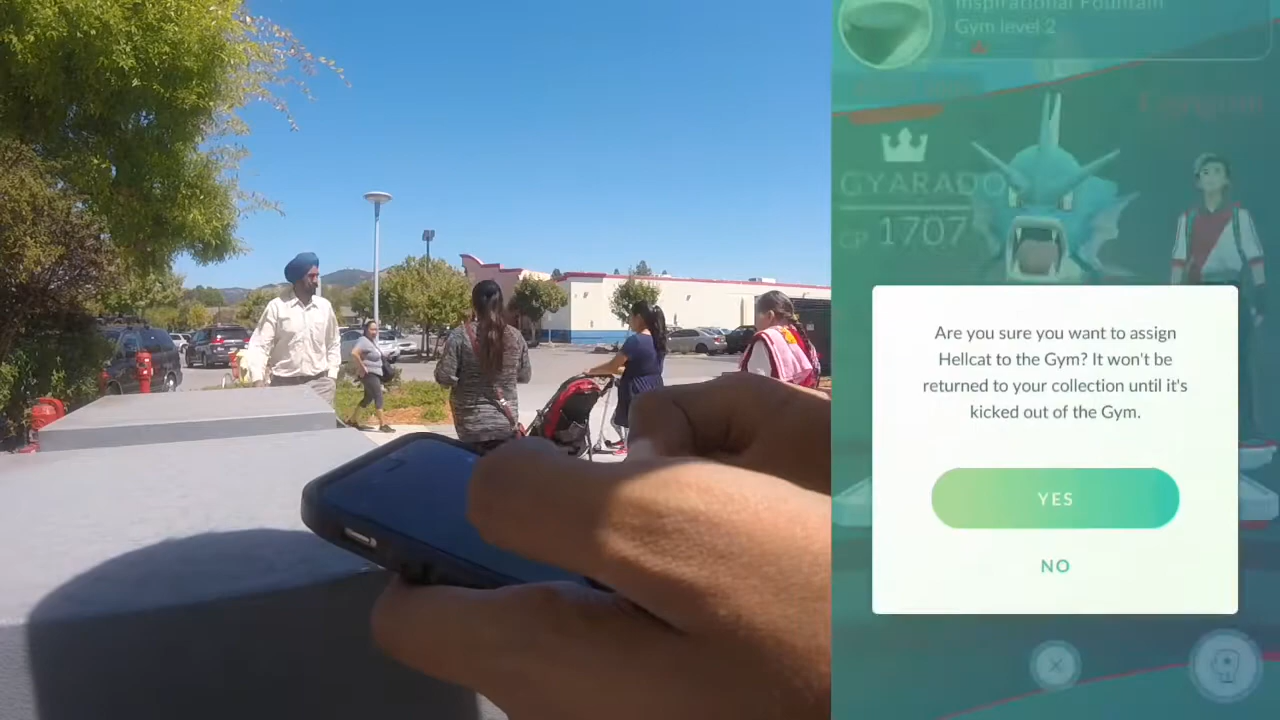 Inspirational Fountain
Gym level 2
GYARADO
CP 1707
Are you sure you want to assign
Hellcat to the Gym? It won't be
returned to your collection until it's
kicked out of the Gym.
YES
NO